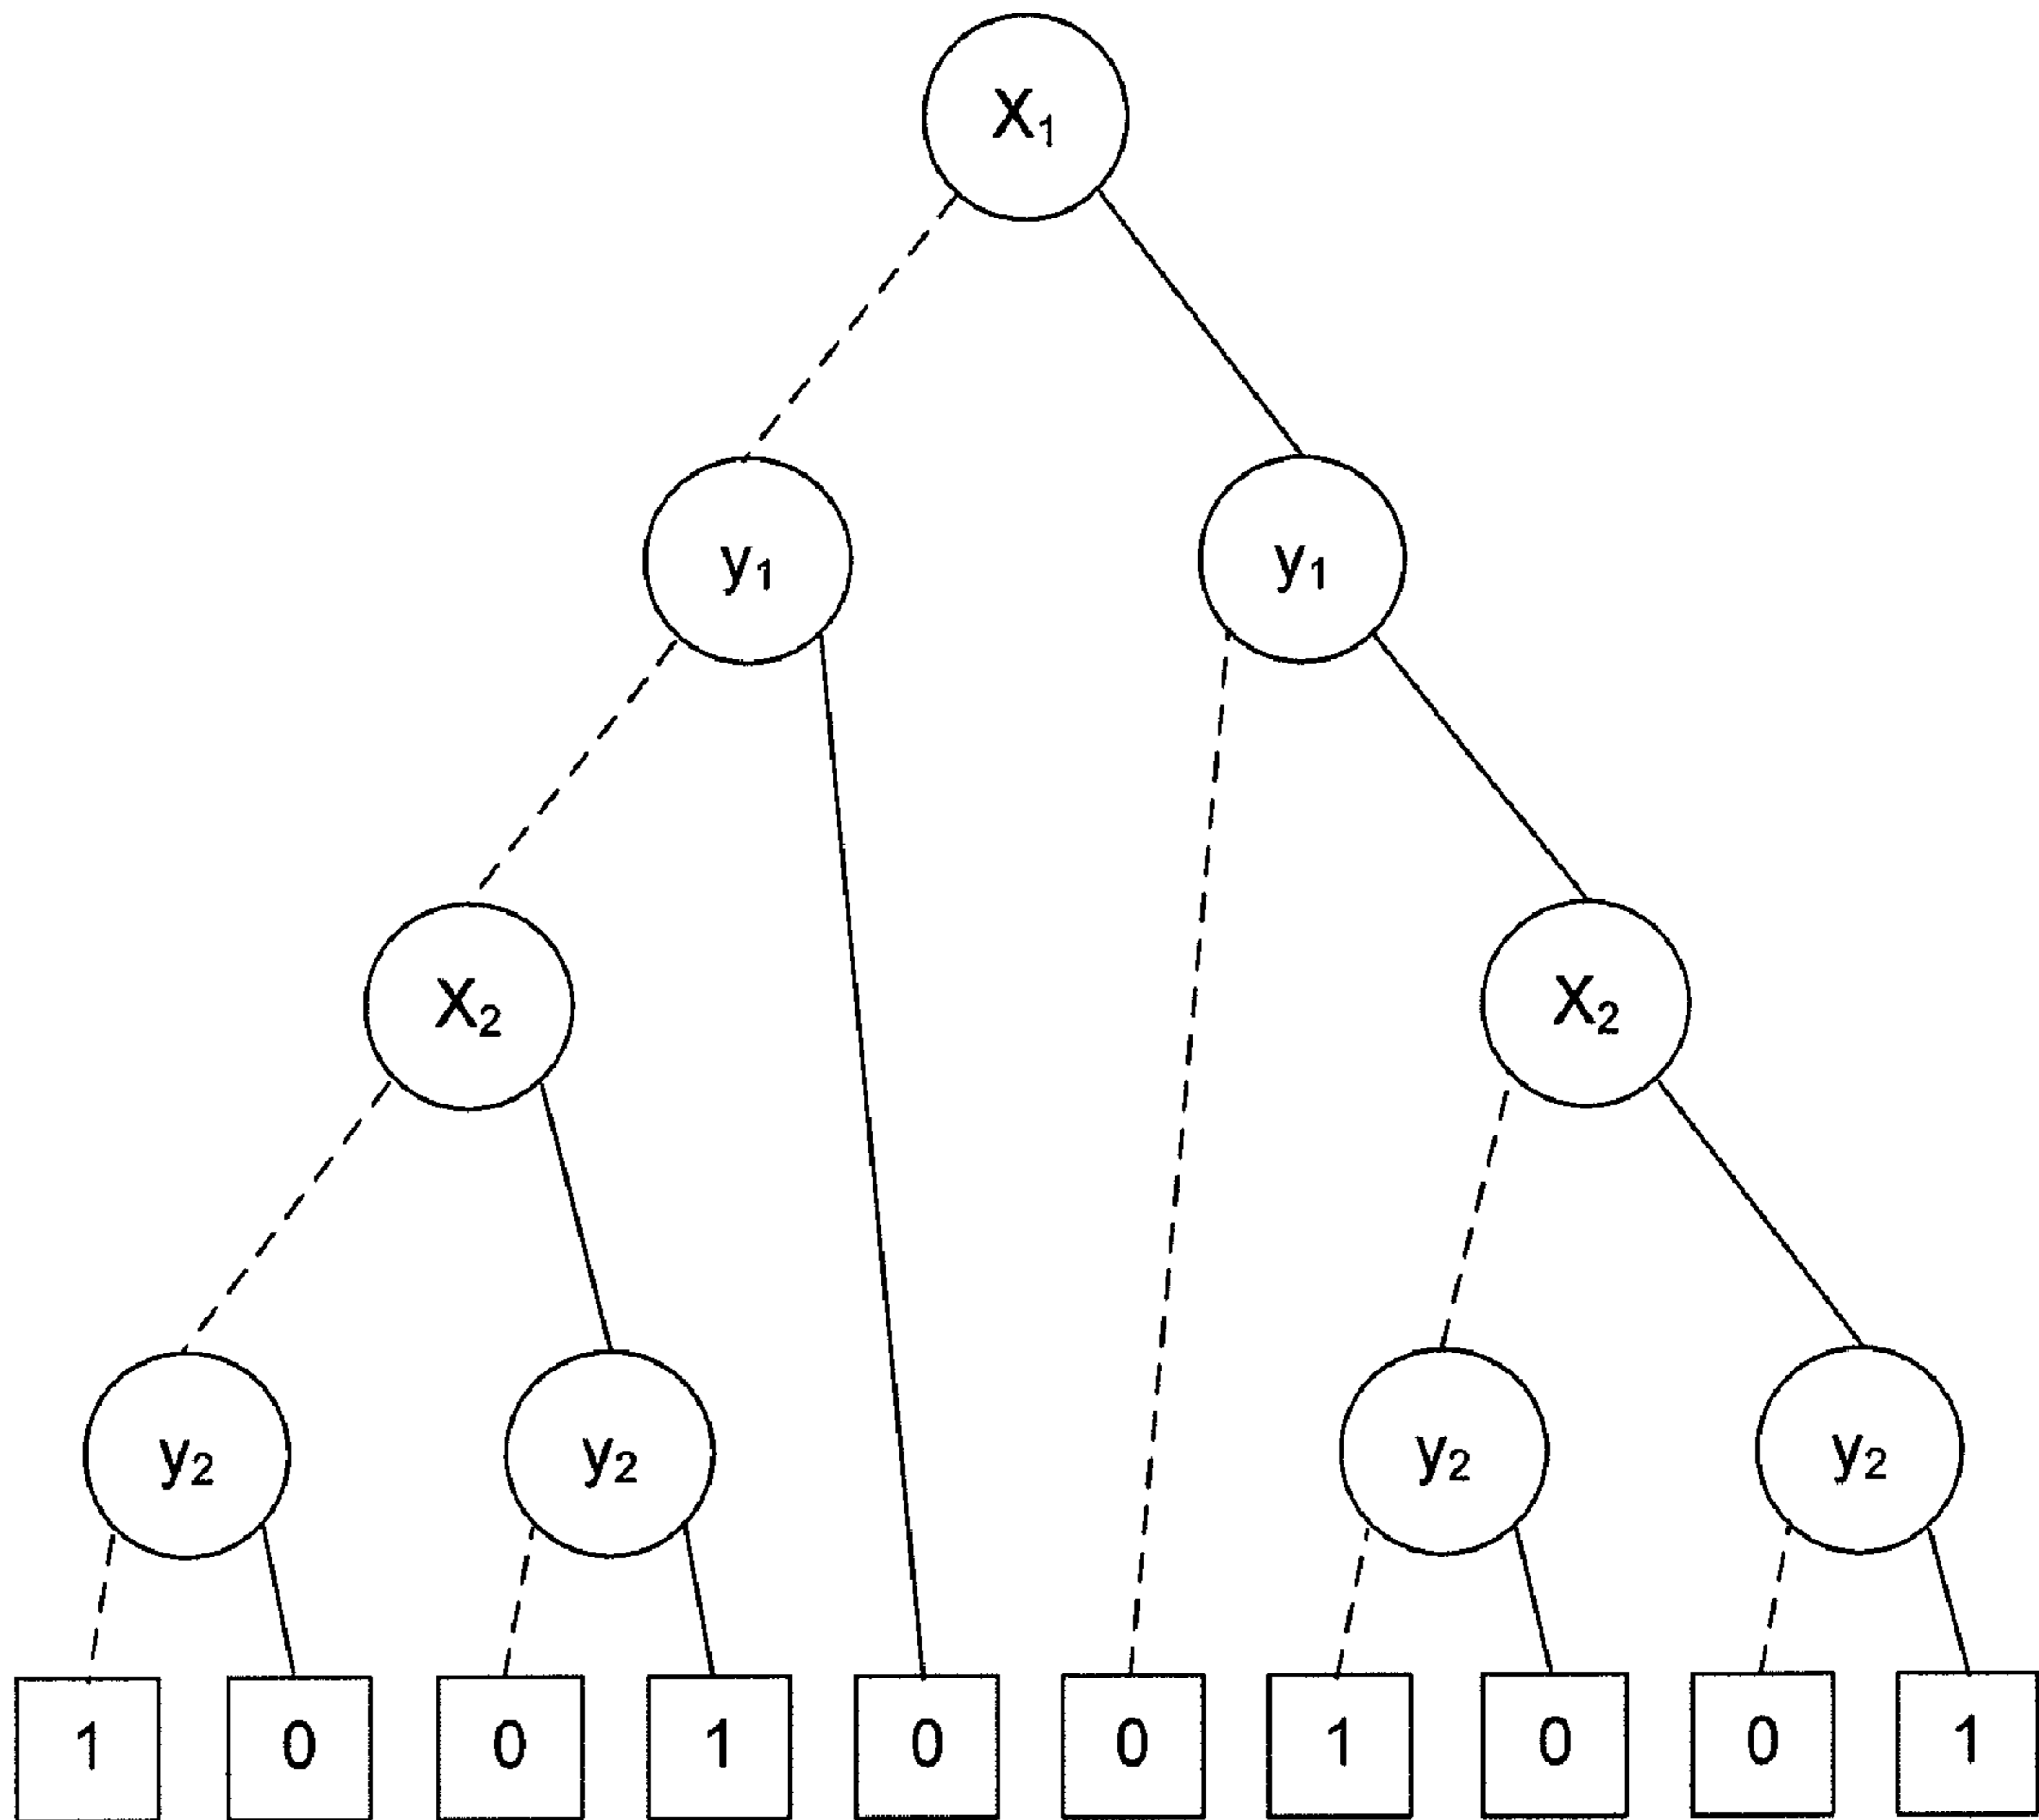 X₁
y₁ y₁
X₂ X₂
y₂ y₂ y₂ y₂
1 0 0 1 0 0 1 0 0 1